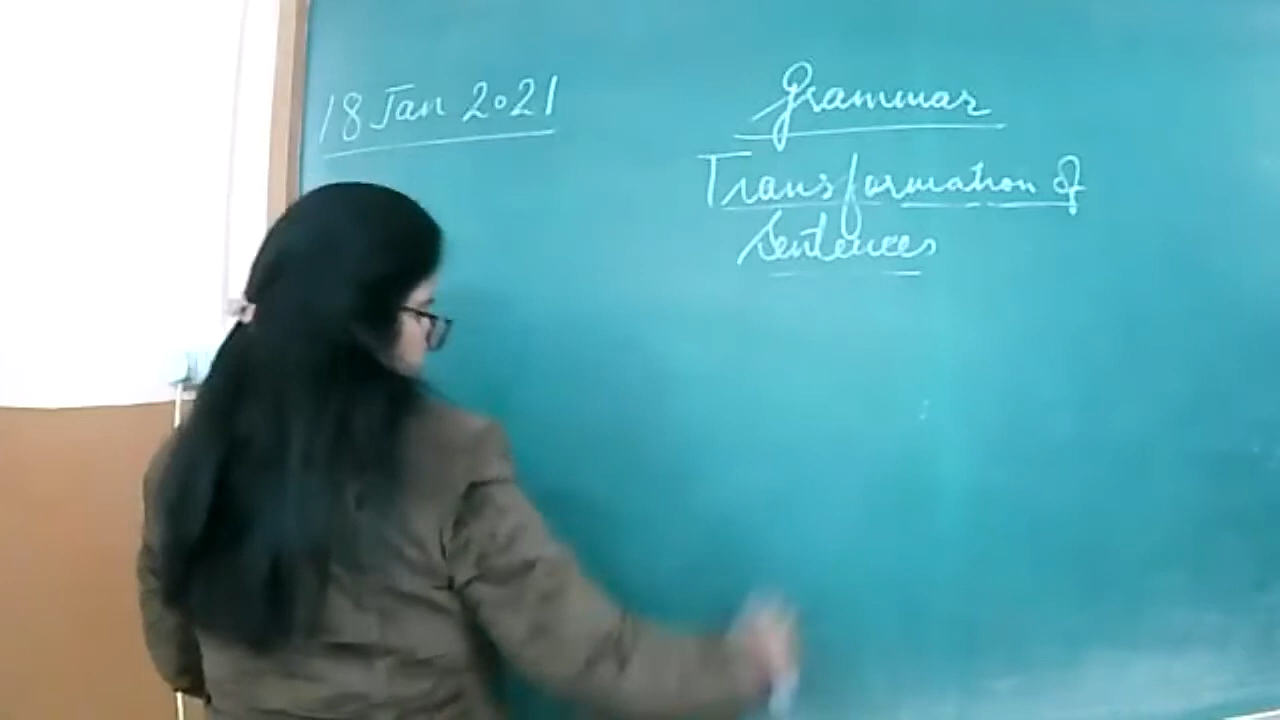 18 Jan 2021
Grammar
Transformation of
Sentences